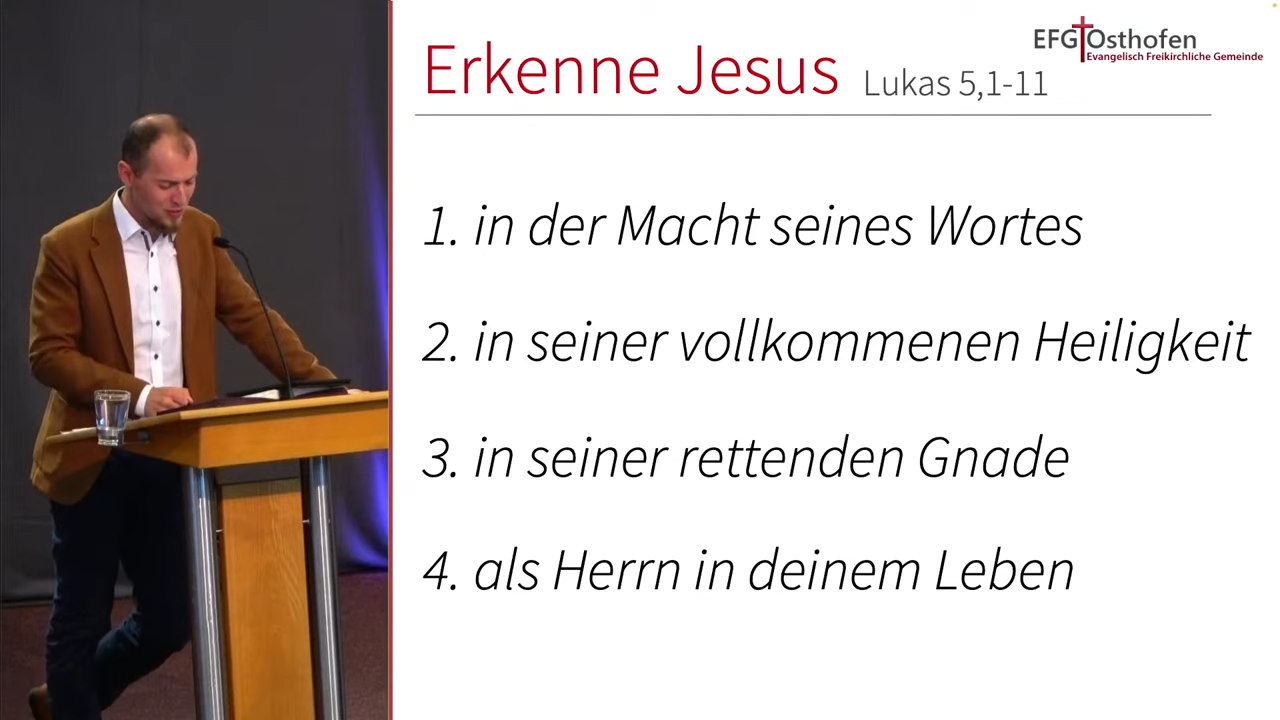 EFG Osthofen
Evangelisch Freikirchliche Gemeinde
Erkenne Jesus Lukas 5,1-11
1. in der Macht seines Wortes
2. in seiner vollkommenen Heiligkeit
3. in seiner rettenden Gnade
4. als Herrn in deinem Leben